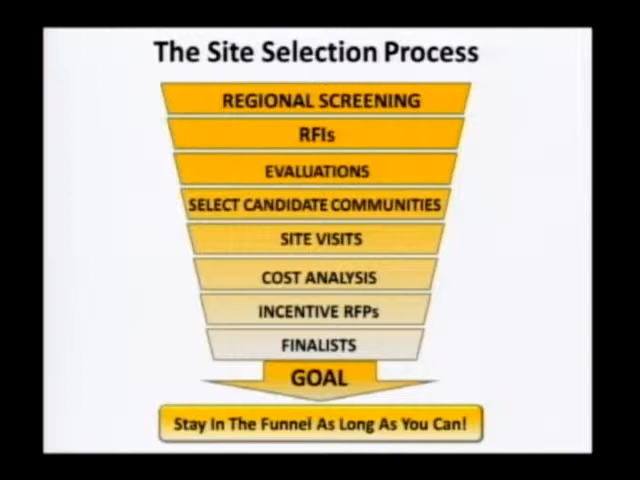 The Site Selection Process
REGIONAL SCREENING
RFIs
EVALUATIONS
SELECT CANDIDATE COMMUNITIES
SITE VISITS
COST ANALYSIS
INCENTIVE RFPs
FINALISTS
GOAL
Stay In The Funnel As Long As You Can!